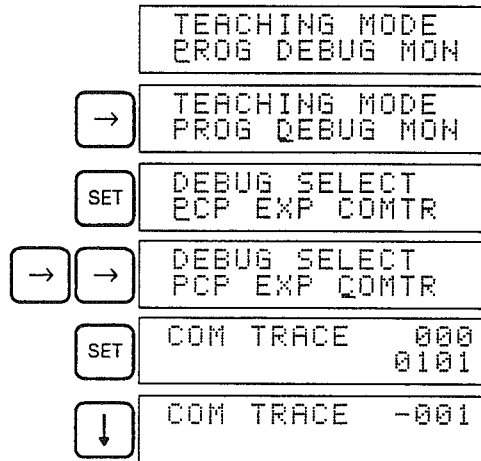 TEACHING MODE
PROG DEBUG MON
→
TEACHING MODE
PROG DEBUG MON
SET
DEBUG SELECT
PCP EXP COMTR
→ →
DEBUG SELECT
PCP EXP COMTR
SET
COM TRACE 000
0101
↓
COM TRACE -001